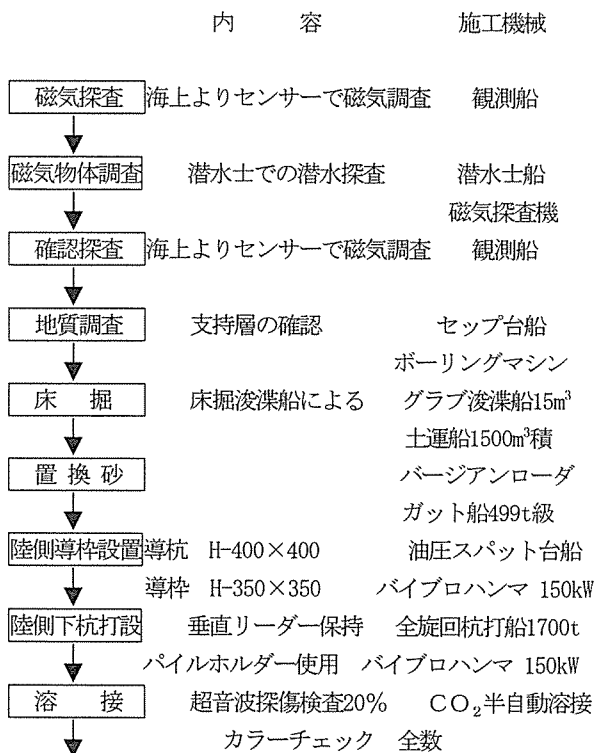 内 容 施工機械
磁気探査 海上よりセンサーで磁気調査 観測船
磁気物体調査 潜水士での潜水探査 潜水士船
磁気探査機
確認探査 海上よりセンサーで磁気調査 観測船
地質調査 支持層の確認 セップ台船
ボーリングマシン
床 掘 床掘浚渫船による グラブ浚渫船15m³
土運船1500m³積
置換砂 バージアンローダ
ガット船499t級
陸側導枠設置 導杭 H-400×400 油圧スパット台船
導枠 H-350×350 バイブロハンマ 150kW
陸側下杭打設 垂直リーダー保持 全旋回杭打船1700t
パイルホルダー使用 バイブロハンマ 150kW
溶 接 超音波探傷検査20% CO₂半自動溶接
カラーチェック 全数